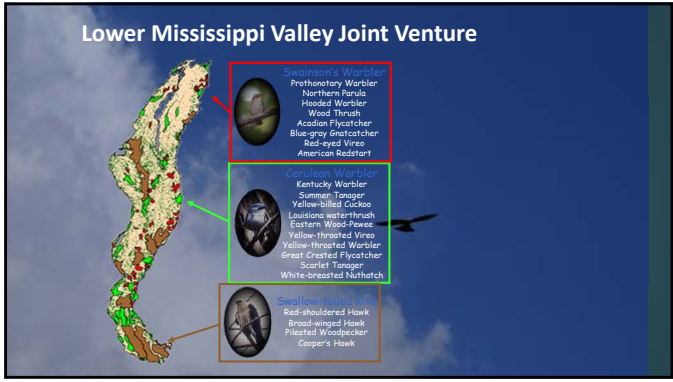 Lower Mississippi Valley Joint Venture
Swainson's Warbler
Prothonotary Warbler
Northern Parula
Hooded Warbler
Wood Thrush
Acadian Flycatcher
Blue-gray Gnatcatcher
Red-eyed Vireo
American Redstart
Cerulean Warbler
Kentucky Warbler
Summer Tanager
Yellow-billed Cuckoo
Louisiana waterthrush
Eastern Wood-Pewee
Yellow-throated Vireo
Yellow-throated Warbler
Great Crested Flycatcher
Scarlet Tanager
White-breasted Nuthatch
Swallow-tailed Kite
Red-shouldered Hawk
Broad-winged Hawk
Pileated Woodpecker
Cooper's Hawk